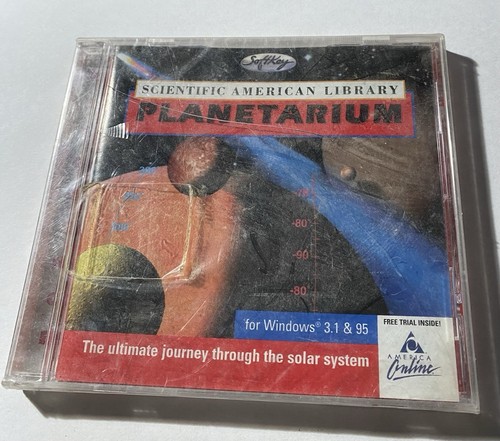 SoftKey
SCIENTIFIC AMERICAN LIBRARY
PLANETARIUM
-80
-90
-80
for Windows® 3.1 & 95
FREE TRIAL INSIDE!
The ultimate journey through the solar system
AMERICA
Online